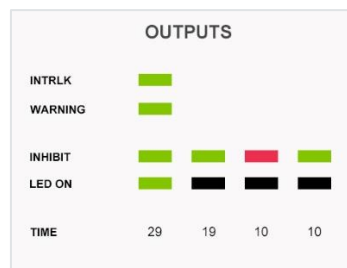 OUTPUTS
INTRLK
WARNING
INHIBIT
LED ON
TIME 29 19 10 10